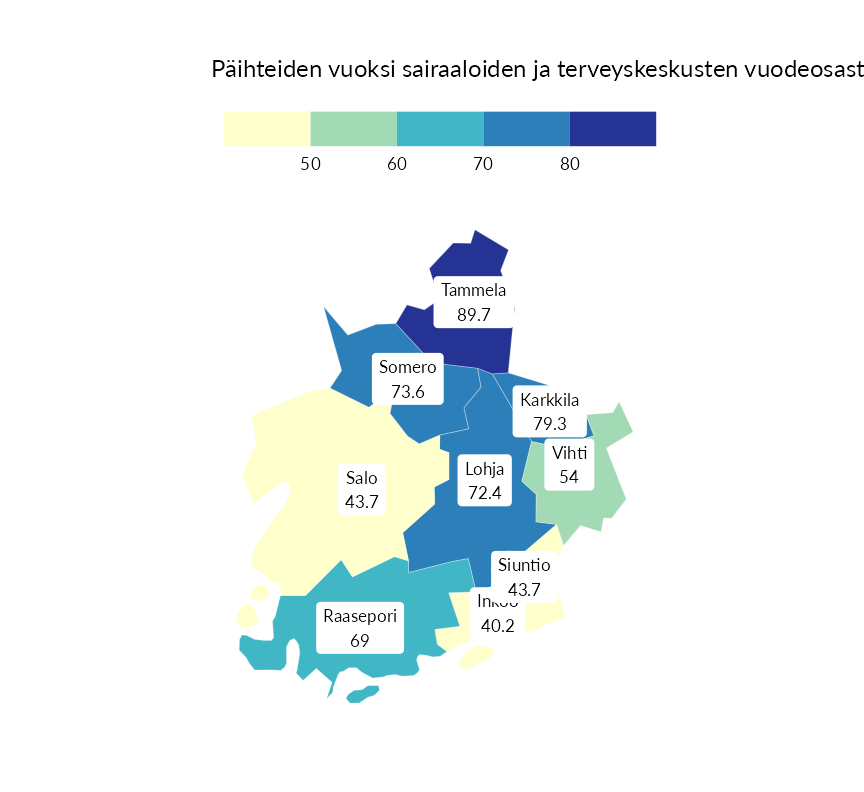 Päihteiden vuoksi sairaaloiden ja terveyskeskusten vuodeosast
50 60 70 80
Tammela
89.7
Somero
73.6
Karkkila
79.3
Vihti
54
Lohja
72.4
Salo
43.7
Siuntio
43.7
Inkoo
40.2
Raasepori
69